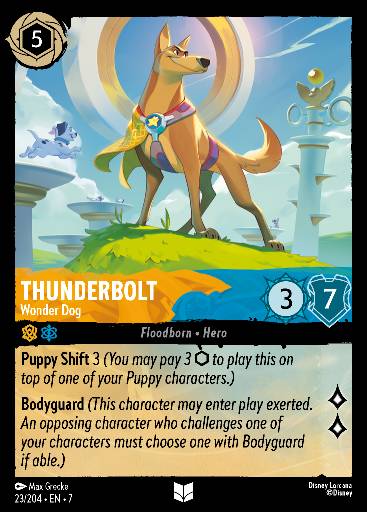 5
THUNDERBOLT
Wonder Dog
3
7
Floodborn • Hero
Puppy Shift 3 (You may pay 3 ⬡ to play this on
top of one of your Puppy characters.)
Bodyguard (This character may enter play exerted.
An opposing character who challenges one of
your characters must choose one with Bodyguard
if able.)
Max Grecke
23/204 • EN • 7
Disney Lorcana
©Disney